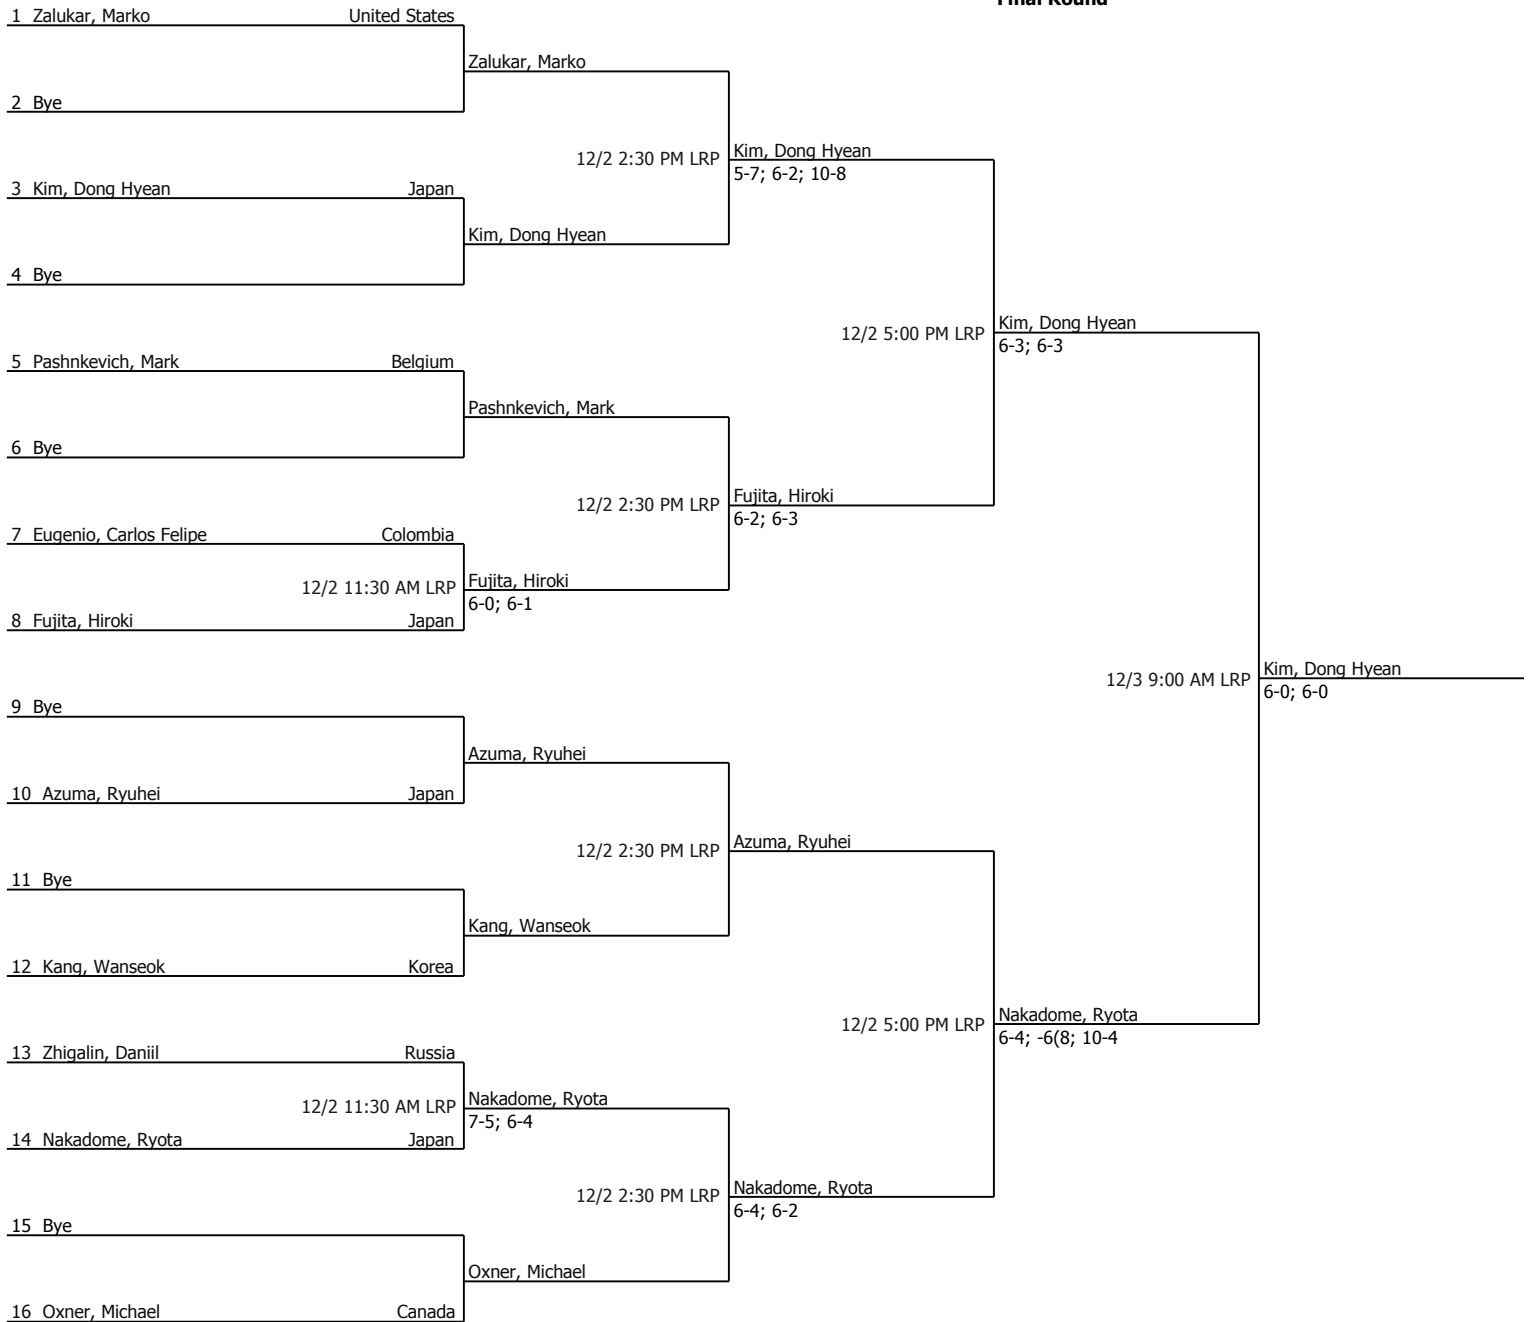 Final Round
1 Zalukar, Marko United States
Zalukar, Marko
2 Bye
12/2 2:30 PM LRP Kim, Dong Hyean
5-7; 6-2; 10-8
3 Kim, Dong Hyean Japan
Kim, Dong Hyean
4 Bye
12/2 5:00 PM LRP Kim, Dong Hyean
6-3; 6-3
5 Pashnkevich, Mark Belgium
Pashnkevich, Mark
6 Bye
12/2 2:30 PM LRP Fujita, Hiroki
6-2; 6-3
7 Eugenio, Carlos Felipe Colombia
12/2 11:30 AM LRP Fujita, Hiroki
6-0; 6-1
8 Fujita, Hiroki Japan
12/3 9:00 AM LRP Kim, Dong Hyean
6-0; 6-0
9 Bye
Azuma, Ryuhei
10 Azuma, Ryuhei Japan
12/2 2:30 PM LRP Azuma, Ryuhei
11 Bye
Kang, Wanseok
12 Kang, Wanseok Korea
12/2 5:00 PM LRP Nakadome, Ryota
6-4; -6(8; 10-4
13 Zhigalin, Daniil Russia
12/2 11:30 AM LRP Nakadome, Ryota
7-5; 6-4
14 Nakadome, Ryota Japan
12/2 2:30 PM LRP Nakadome, Ryota
6-4; 6-2
15 Bye
Oxner, Michael
16 Oxner, Michael Canada